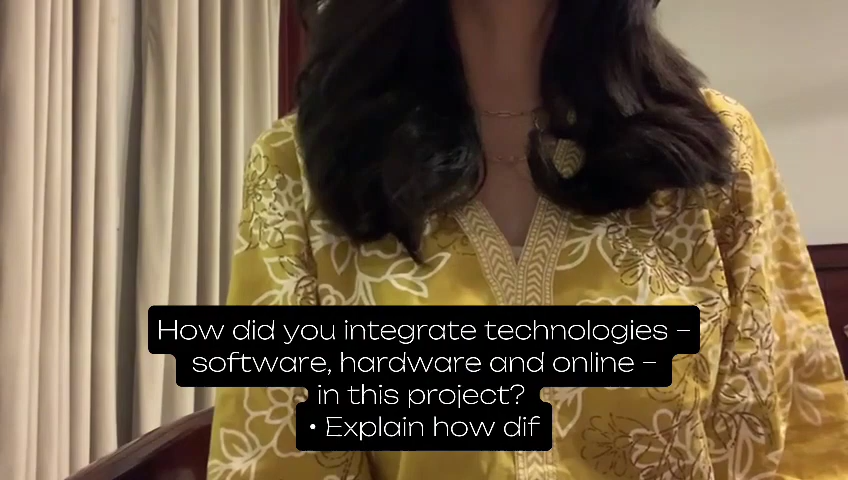 How did you integrate technologies –
software, hardware and online –
in this project?
• Explain how dif